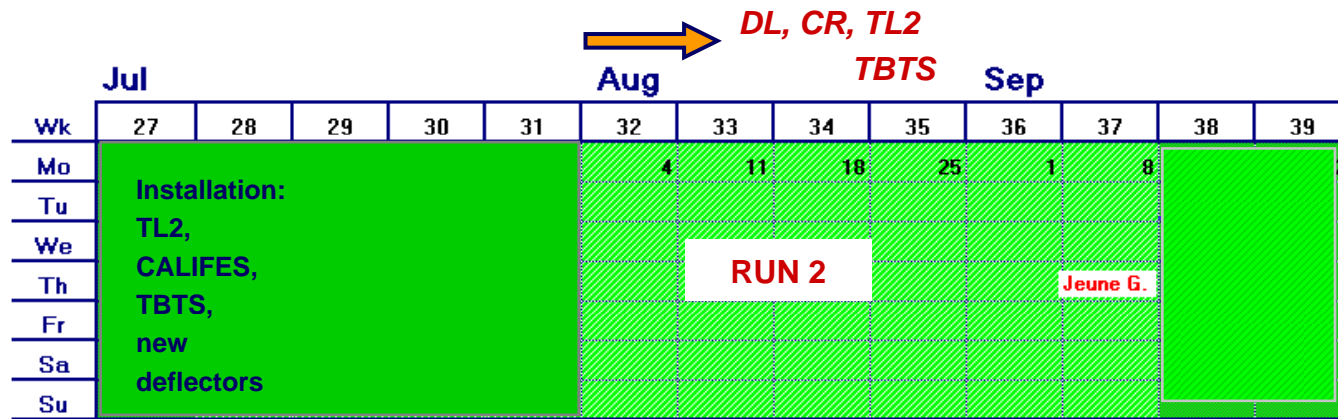 DL, CR, TL2
TBTS
Jul Aug Sep
Wk 27 28 29 30 31 32 33 34 35 36 37 38 39
Mo 4 11 18 25 1 8
Installation:
Tu
TL2,
We
CALIFES,
RUN 2
Th
Jeune G.
TBTS,
Fr
new
Sa
deflectors
Su